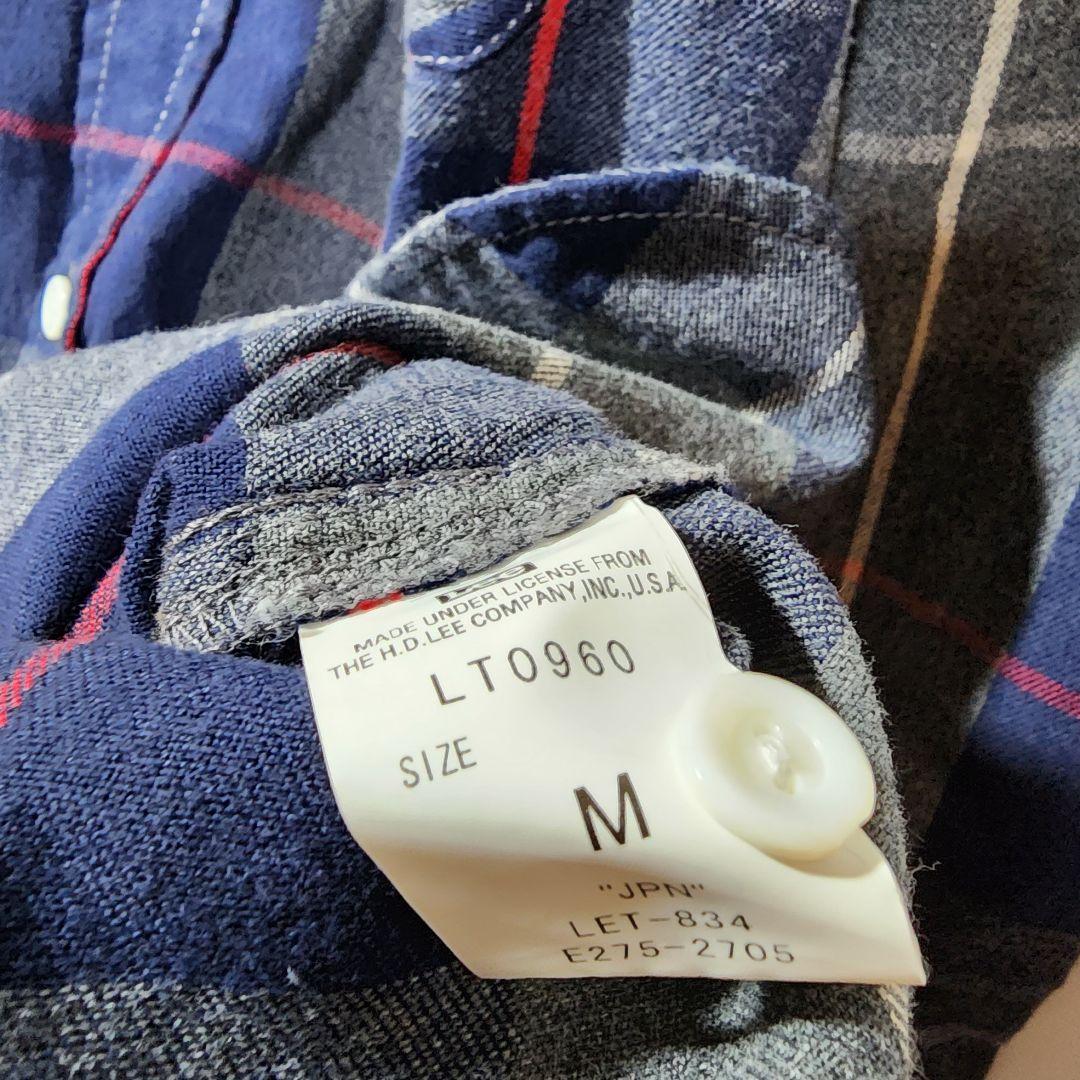 MADE UNDER LICENSE FROM
THE H.D.LEE COMPANY,INC.,U.S.A.
LT0960
SIZE
M
"JPN"
LET-834
E275-2705